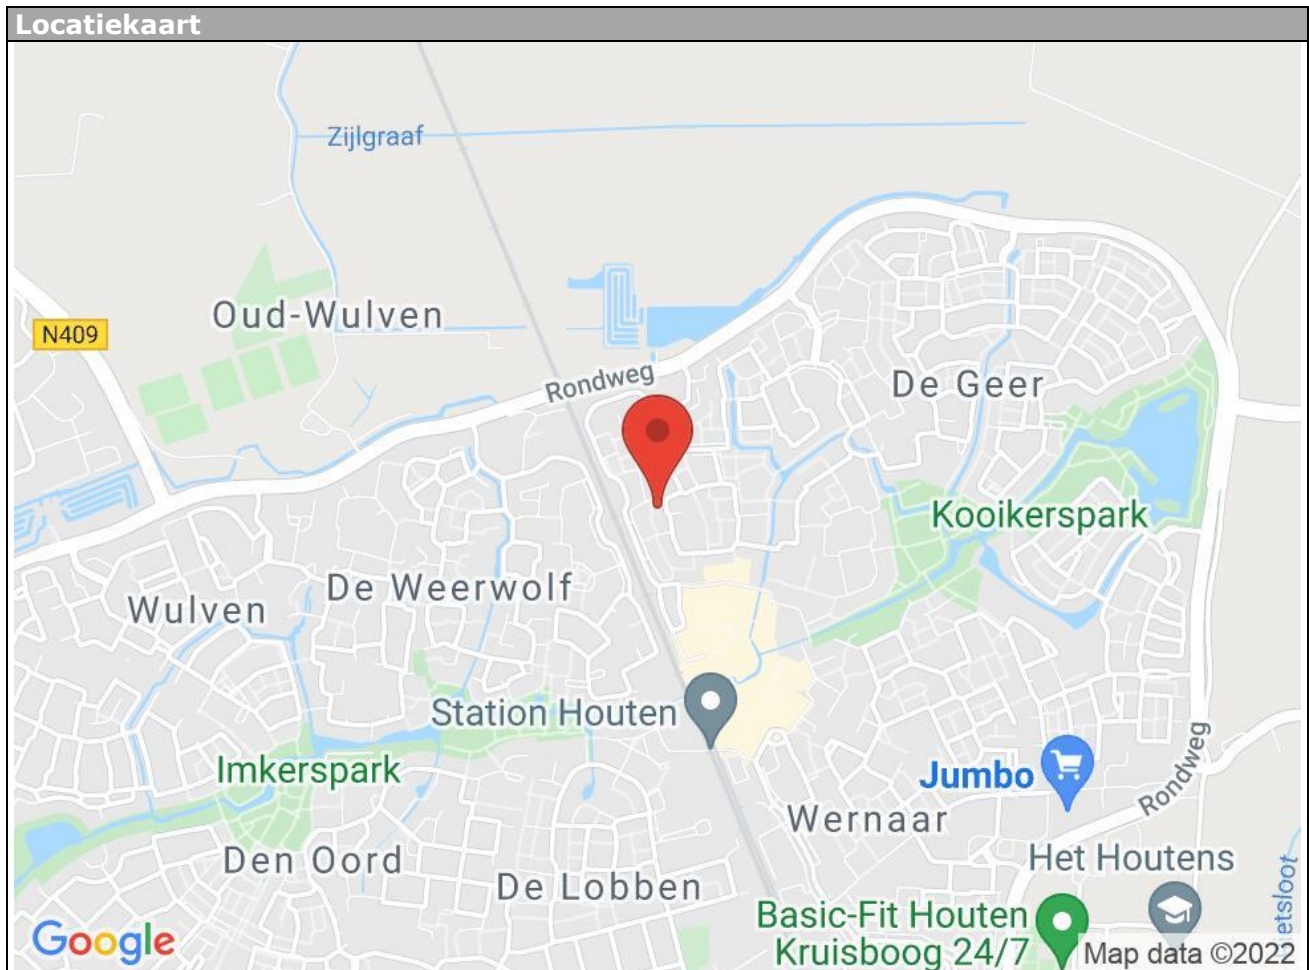 Locatiekaart
Zijlgraaf
Oud-Wulven
N409
Rondweg
De Geer
Kooikerspark
De Weerwolf
Wulven
Station Houten
Imkerspark
Jumbo
Rondweg
Wernaar
Den Oord
Het Houtens
De Lobben
etsloot
Basic-Fit Houten
Kruisboog 24/7
Google
Map data ©2022